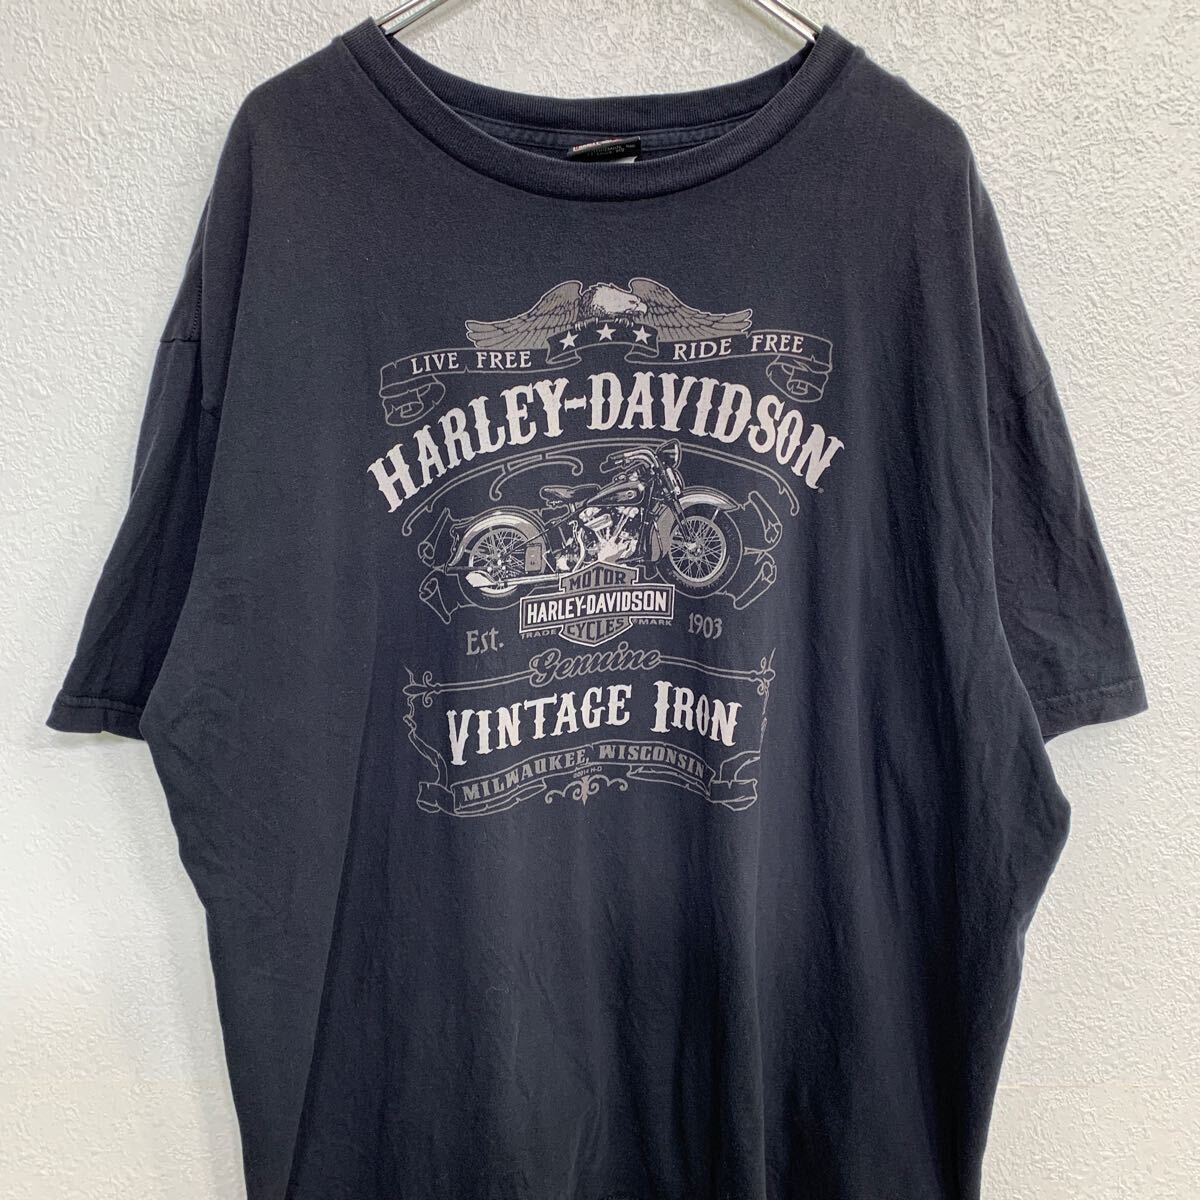 LIVE FREE RIDE FREE
HARLEY-DAVIDSON®
MOTOR
HARLEY-DAVIDSON
TRADE CYCLES ®MARK
Est. 1903
Genuine
VINTAGE IRON
MILWAUKEE, WISCONSIN
©2014 H-D